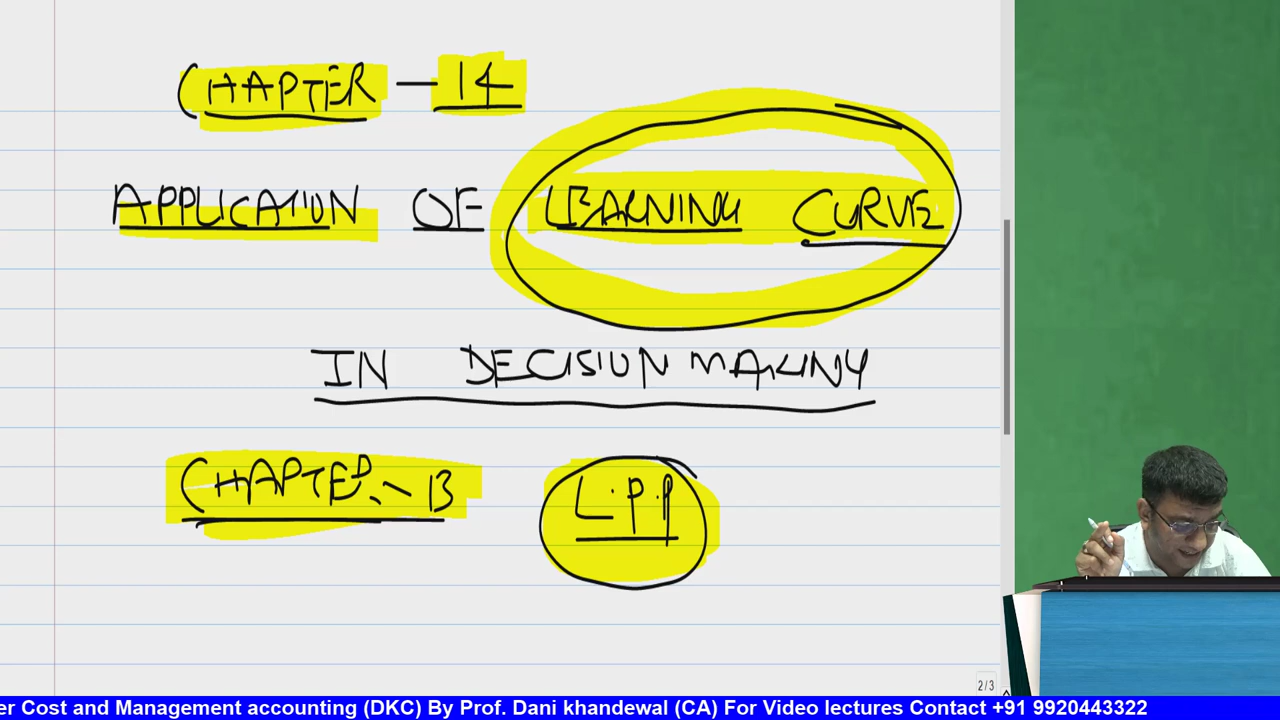 CHAPTER — 14
APPLICATION OF LEARNING CURVE
IN DECISION MAKING
CHAPTER - 13 L.P.P
2/3
er Cost and Management accounting (DKC) By Prof. Dani khandewal (CA) For Video lectures Contact +91 9920443322